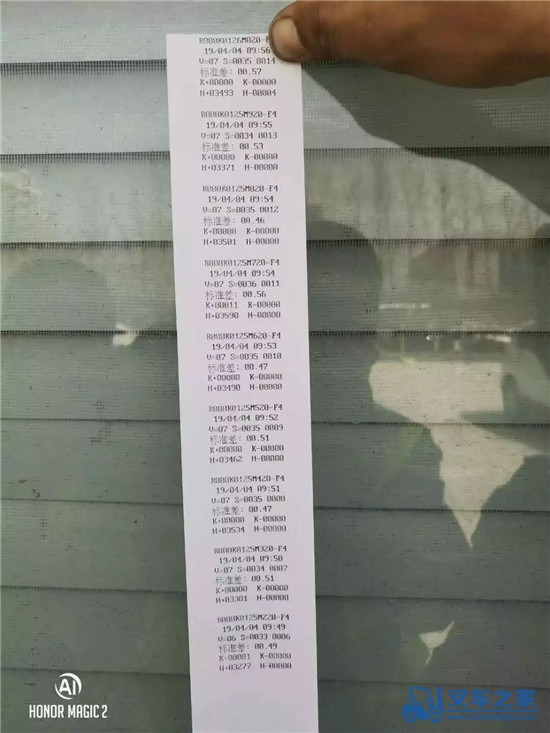 R000K0126M020-F4
19/04/04 09:56
V=07 S=0035 0014
标准差: 00.57
K+00000 K-00000
H+03493 H-00004
R000K0125M920-F4
19/04/04 09:55
V=07 S=0034 0013
标准差: 00.53
K+00000 K-00000
H+03371 H-00000
R000K0125M820-F4
19/04/04 09:54
V=07 S=0035 0012
标准差: 00.46
K+00000 K-00000
H+03501 H-00000
R000K0125M720-F4
19/04/04 09:54
V=07 S=0036 0011
标准差: 00.56
K+00011 K-00000
H+03590 H-00000
R000K0125M620-F4
19/04/04 09:53
V=07 S=0035 0010
标准差: 00.47
K+00000 K-00000
H+03490 H-00000
R000K0125M520-F4
19/04/04 09:52
V=07 S=0035 0009
标准差: 00.51
K+00000 K-00000
H+03462 H-00000
R000K0125M420-F4
19/04/04 09:51
V=07 S=0035 0008
标准差: 00.47
K+00000 K-00000
H+03534 H-00000
R000K0125M320-F4
19/04/04 09:50
V=07 S=0034 0007
标准差: 00.51
K+00000 K-00000
H+03381 H-00000
R000K0125M220-F4
19/04/04 09:49
V=06 S=0033 0006
标准差: 00.49
K+00001 K-00000
H+03277 H-00000
AI
HONOR MAGIC 2
叉车之家